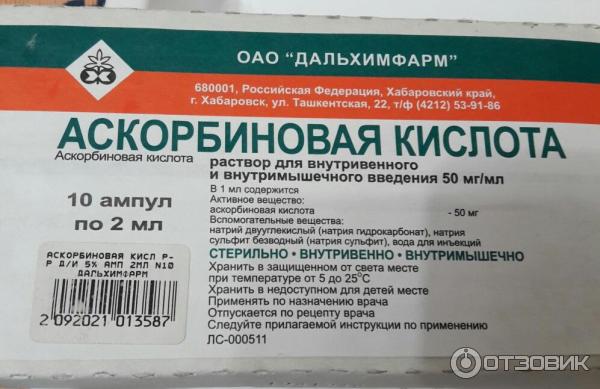 ОАО "ДАЛЬХИМФАРМ"
680001, Российская Федерация, Хабаровский край,
г. Хабаровск, ул. Ташкентская, 22, т/ф (4212) 53-91-86
АСКОРБИНОВАЯ КИСЛОТА
Аскорбиновая кислота
раствор для внутривенного
и внутримышечного введения 50 мг/мл
10 ампул
по 2 мл
В 1 мл содержится
Активное вещество:
аскорбиновая кислота - 50 мг
Вспомогательные вещества:
натрий двууглекислый (натрия гидрокарбонат), натрия
сульфит безводный (натрия сульфит), вода для инъекций
СТЕРИЛЬНО • ВНУТРИВЕННО • ВНУТРИМЫШЕЧНО
Хранить в защищенном от света месте
при температуре от 5 до 25°С
Хранить в недоступном для детей месте
Применять по назначению врача
Отпускается по рецепту врача
Следуйте прилагаемой инструкции по применению
ЛС-000511
АСКОРБИНОВАЯ КИСЛ Р-
Р Д/И 5% АМП 2МЛ N10
ДАЛЬХИМФАРМ
2 092021 013587
ОТЗОВИК